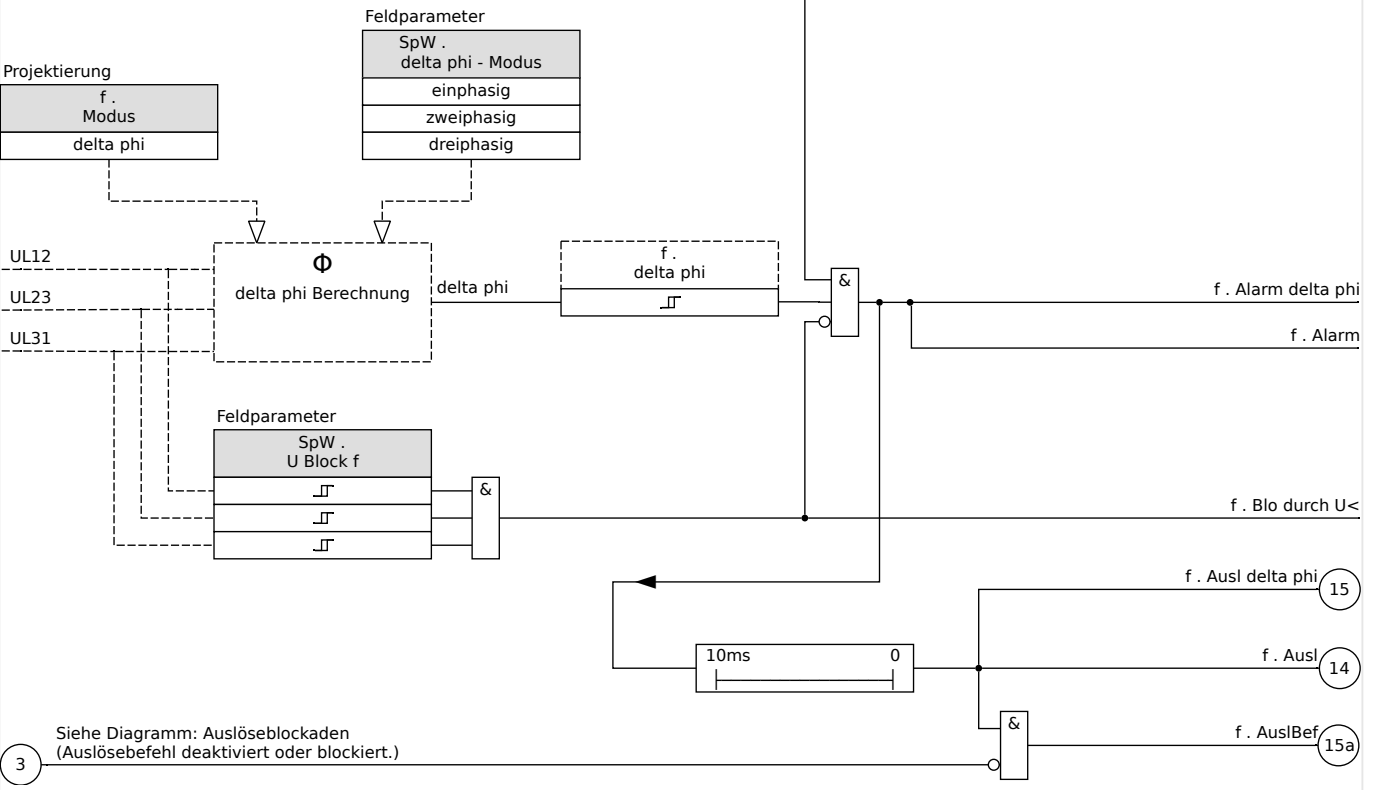 Feldparameter
SpW .
delta phi - Modus
einphasig
zweiphasig
dreiphasig
Projektierung
f .
Modus
delta phi
UL12
UL23
UL31
Φ
delta phi Berechnung
delta phi
f .
delta phi
&
f . Alarm delta phi
f . Alarm
Feldparameter
SpW .
U Block f
&
f . Blo durch U<
f . Ausl delta phi
15
10ms 0
f . Ausl
14
&
f . AuslBef
15a
Siehe Diagramm: Auslöseblockaden
(Auslösebefehl deaktiviert oder blockiert.)
3